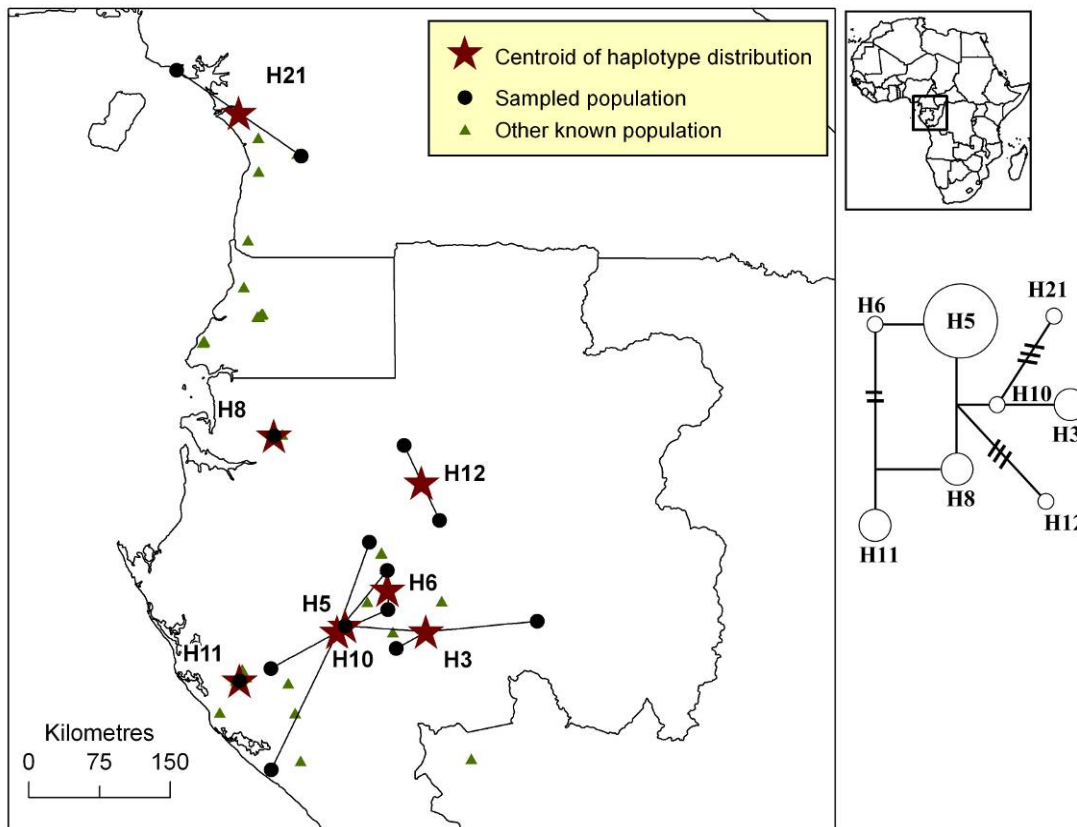 Centroid of haplotype distribution
Sampled population
Other known population
H21
H8
H12
H6
H5
H10
H3
H11
Kilometres
0 75 150
H6
H5
H21
H10
H3
H8
H12
H11